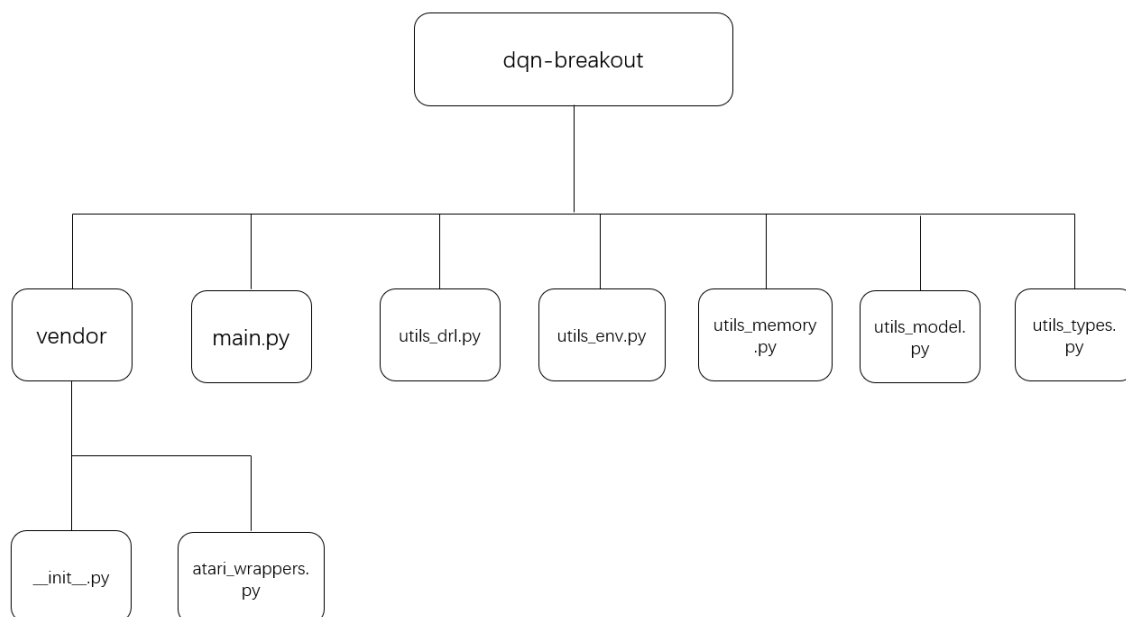 dqn-breakout
vendor
main.py
utils_drl.py
utils_env.py
utils_memory
.py
utils_model.
py
utils_types.
py
__init__.py
atari_wrappers.
py